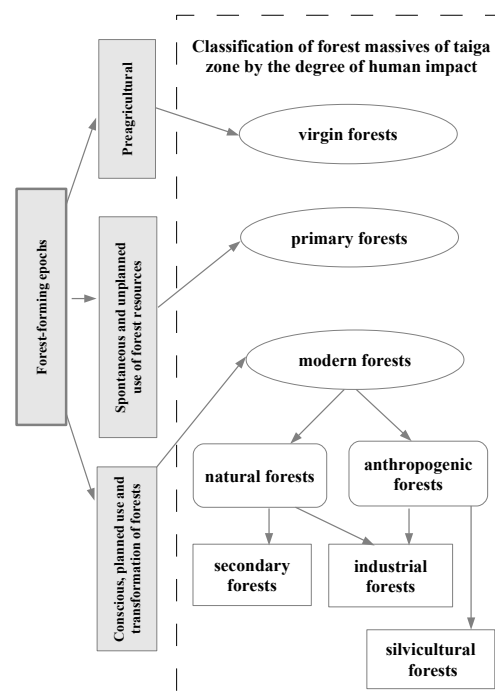 Classification of forest massives of taiga
zone by the degree of human impact
Forest-forming epochs
Preagricultural
virgin forests
Spontaneous and unplanned
use of forest resources
primary forests
Conscious, planned use and
transformation of forests
modern forests
natural forests
anthropogenic
forests
secondary
forests
industrial
forests
silvicultural
forests